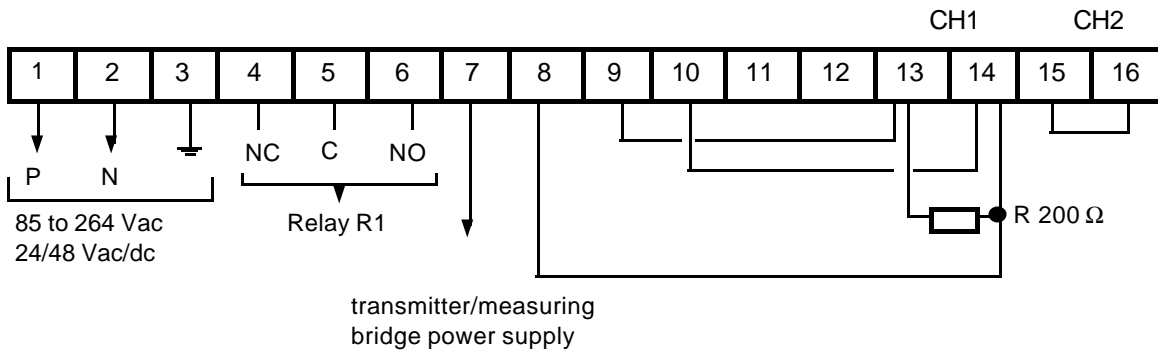 CH1 CH2
1 2 3 4 5 6 7 8 9 10 11 12 13 14 15 16
NC C NO
P N
R 200 Ω
85 to 264 Vac
Relay R1
24/48 Vac/dc
transmitter/measuring
bridge power supply